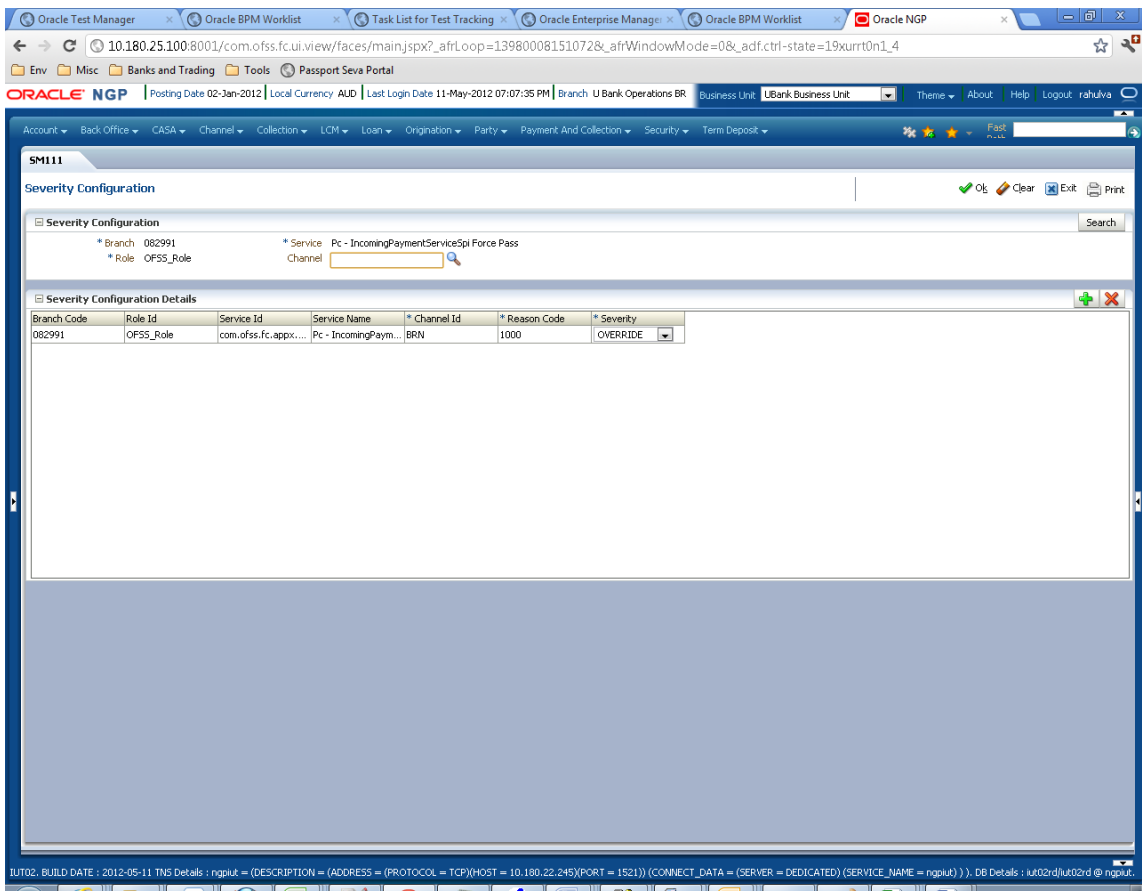 Oracle Test Manager Oracle BPM Worklist Task List for Test Tracking Oracle Enterprise Manage Oracle BPM Worklist Oracle NGP
10.180.25.100:8001/com.ofss.fc.ui.view/faces/main.jspx?_afrLoop=13980008151072&_afrWindowMode=0&_adf.ctrl-state=19xurrt0n1_4
Env Misc Banks and Trading Tools Passport Seva Portal
ORACLE NGP Posting Date 02-Jan-2012 Local Currency AUD Last Login Date 11-May-2012 07:07:35 PM Branch U Bank Operations BR Business Unit UBank Business Unit Theme About Help Logout rahulva
Account Back Office CASA Channel Collection LCM Loan Origination Party Payment And Collection Security Term Deposit Fast
SM111
Severity Configuration Ok Clear Exit Print
Severity Configuration Search
* Branch 082991 * Service Pc - IncomingPaymentServiceSpi Force Pass
* Role OFSS_Role Channel
Severity Configuration Details
Branch Code Role Id Service Id Service Name * Channel Id * Reason Code * Severity
082991 OFSS_Role com.ofss.fc.appx.... Pc - IncomingPaym... BRN 1000 OVERRIDE
IUT02. BUILD DATE : 2012-05-11 TNS Details : ngpiut = (DESCRIPTION = (ADDRESS = (PROTOCOL = TCP)(HOST = 10.180.22.245)(PORT = 1521)) (CONNECT_DATA = (SERVER = DEDICATED) (SERVICE_NAME = ngpiut) ) ). DB Details : iut02rd/iut02rd @ ngpiut.